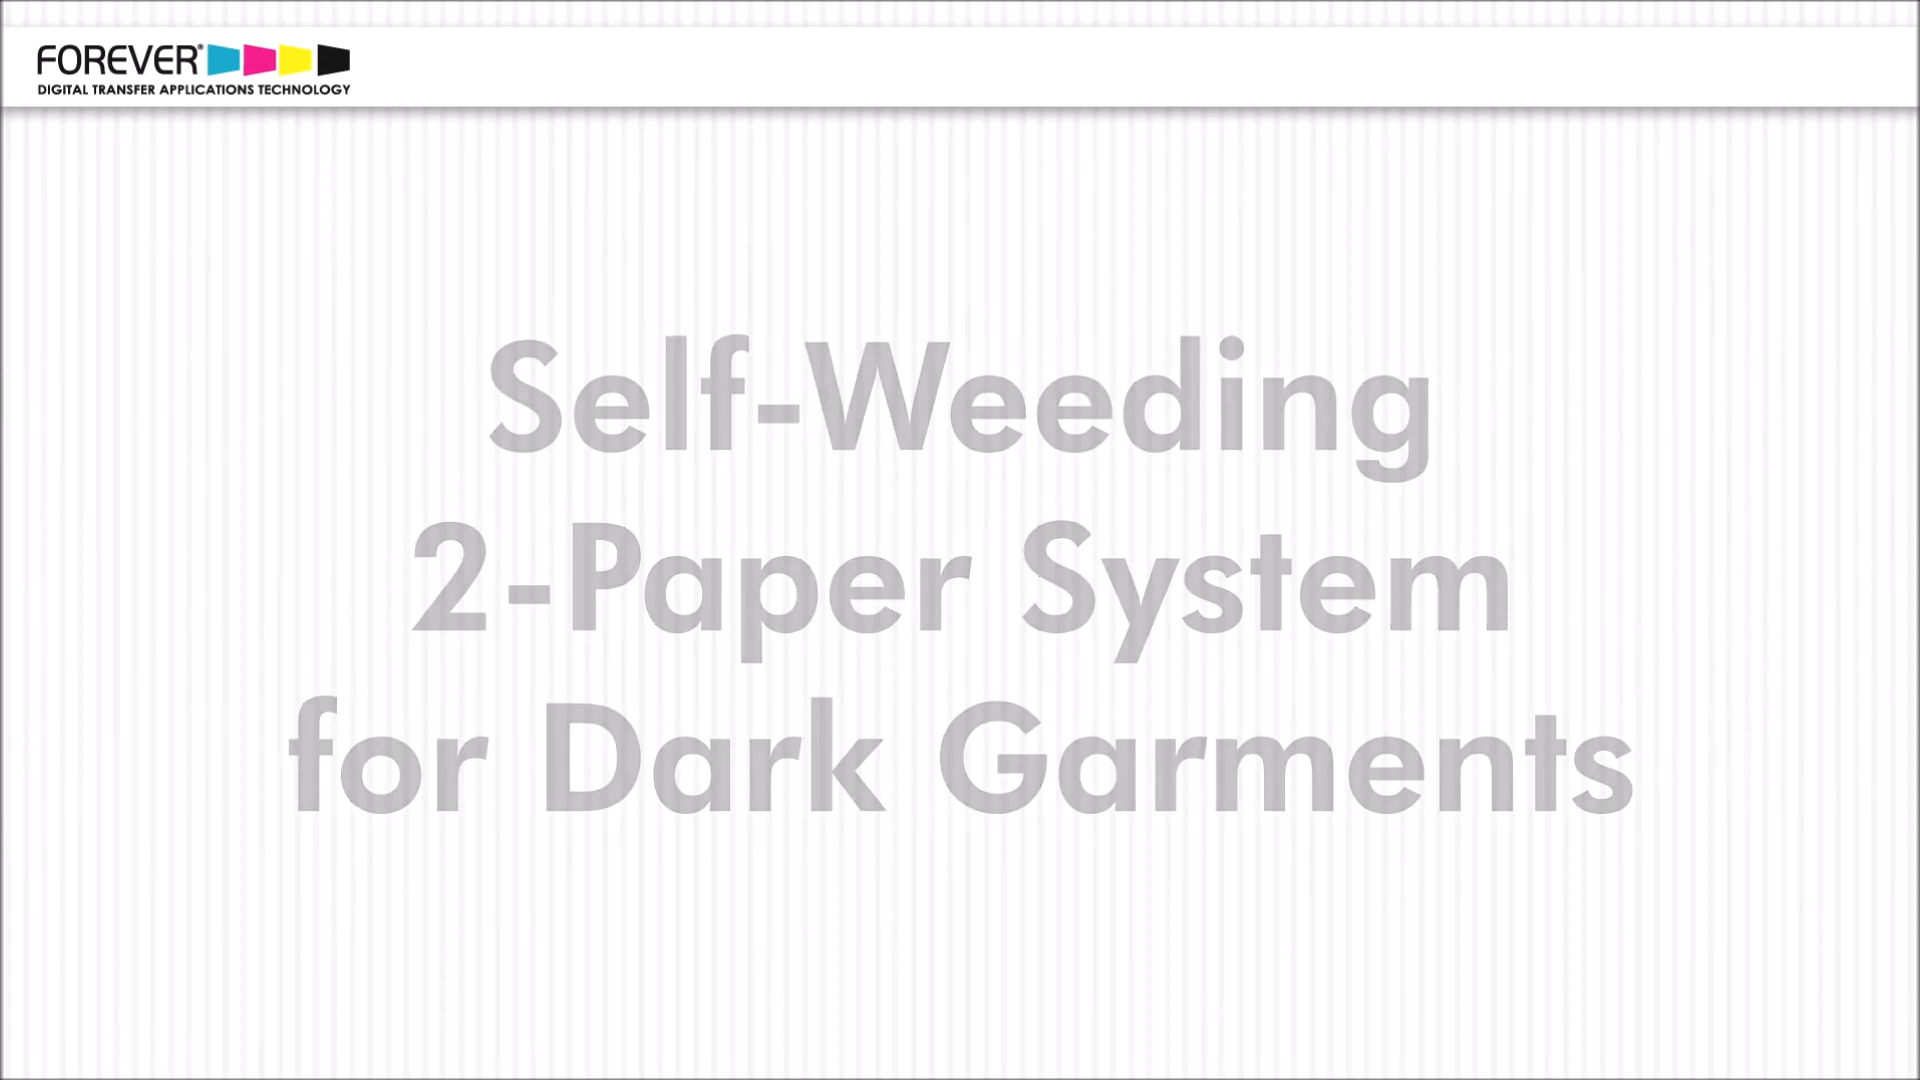 FOREVER®
DIGITAL TRANSFER APPLICATIONS TECHNOLOGY
Self-Weeding
2-Paper System
for Dark Garments